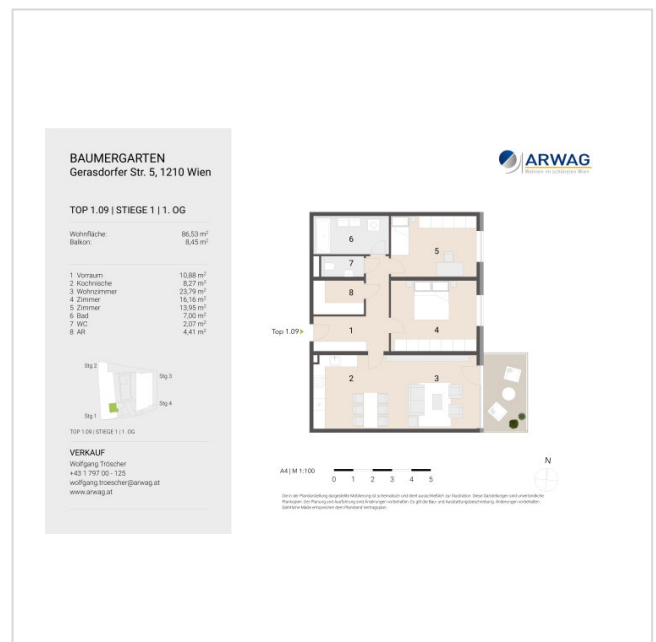 BAUMERGARTEN
Gerasdorfer Str. 5, 1210 Wien
TOP 1.09 | STIEGE 1 | 1. OG
Wohnfläche: 86,53 m²
Balkon: 8,45 m²
1 Vorraum 10,88 m²
2 Kochnische 8,27 m²
3 Wohnzimmer 23,79 m²
4 Zimmer 16,16 m²
5 Zimmer 13,95 m²
6 Bad 7,00 m²
7 WC 2,07 m²
8 AR 4,41 m²
Stg.2
Stg.3
Stg.4
Stg.1
TOP 1.09 | STIEGE 1 | 1. OG
VERKAUF
Wolfgang Tröscher
+43 1 797 00 - 125
wolfgang.troescher@arwag.at
www.arwag.at
ARWAG
Wohnen im schönsten Wien
6
5
7
8
Top 1.09
1
4
2
3
N
A4 | M 1:100
0 1 2 3 4 5